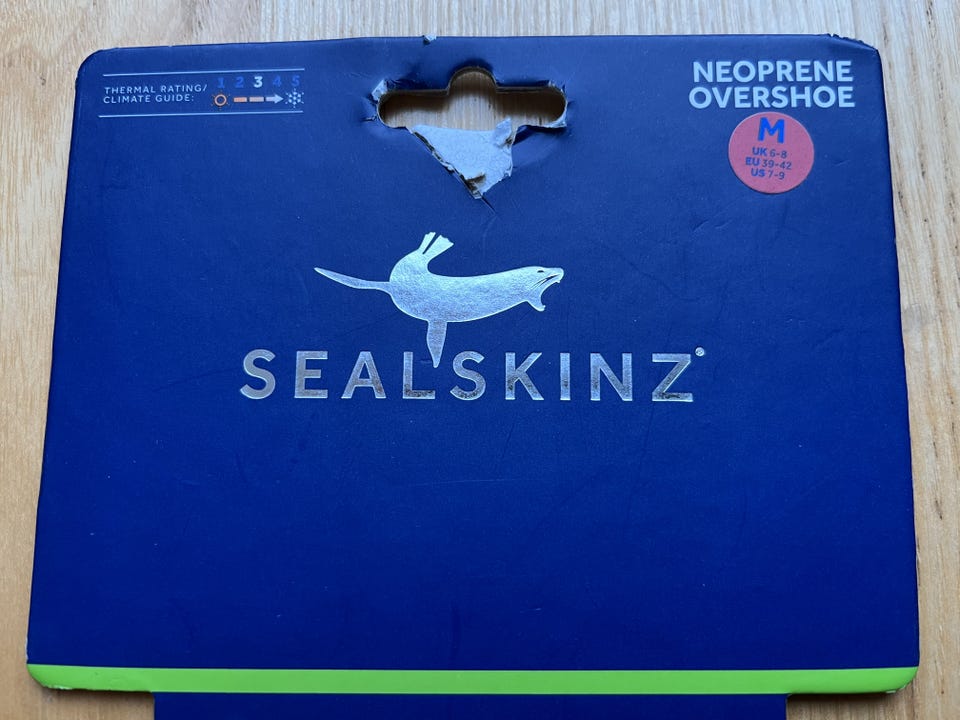 THERMAL RATING/
CLIMATE GUIDE:
1 2 3 4 5
NEOPRENE
OVERSHOE
M
UK 6-8
EU 39-42
US 7-9
SEALSKINZ®